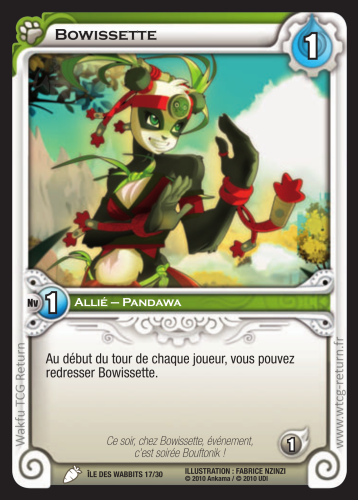 BOWISSETTE
1
Nv 1 ALLIÉ – PANDAWA
Au début du tour de chaque joueur, vous pouvez
redresser Bowissette.
Ce soir, chez Bowissette, événement,
c'est soirée Bouftonik !
1
ÎLE DES WABBITS 17/30
ILLUSTRATION : FABRICE NZINZI
© 2010 Ankama / © 2010 UDI
Wakfu TCG Return
www.wtcg-return.fr